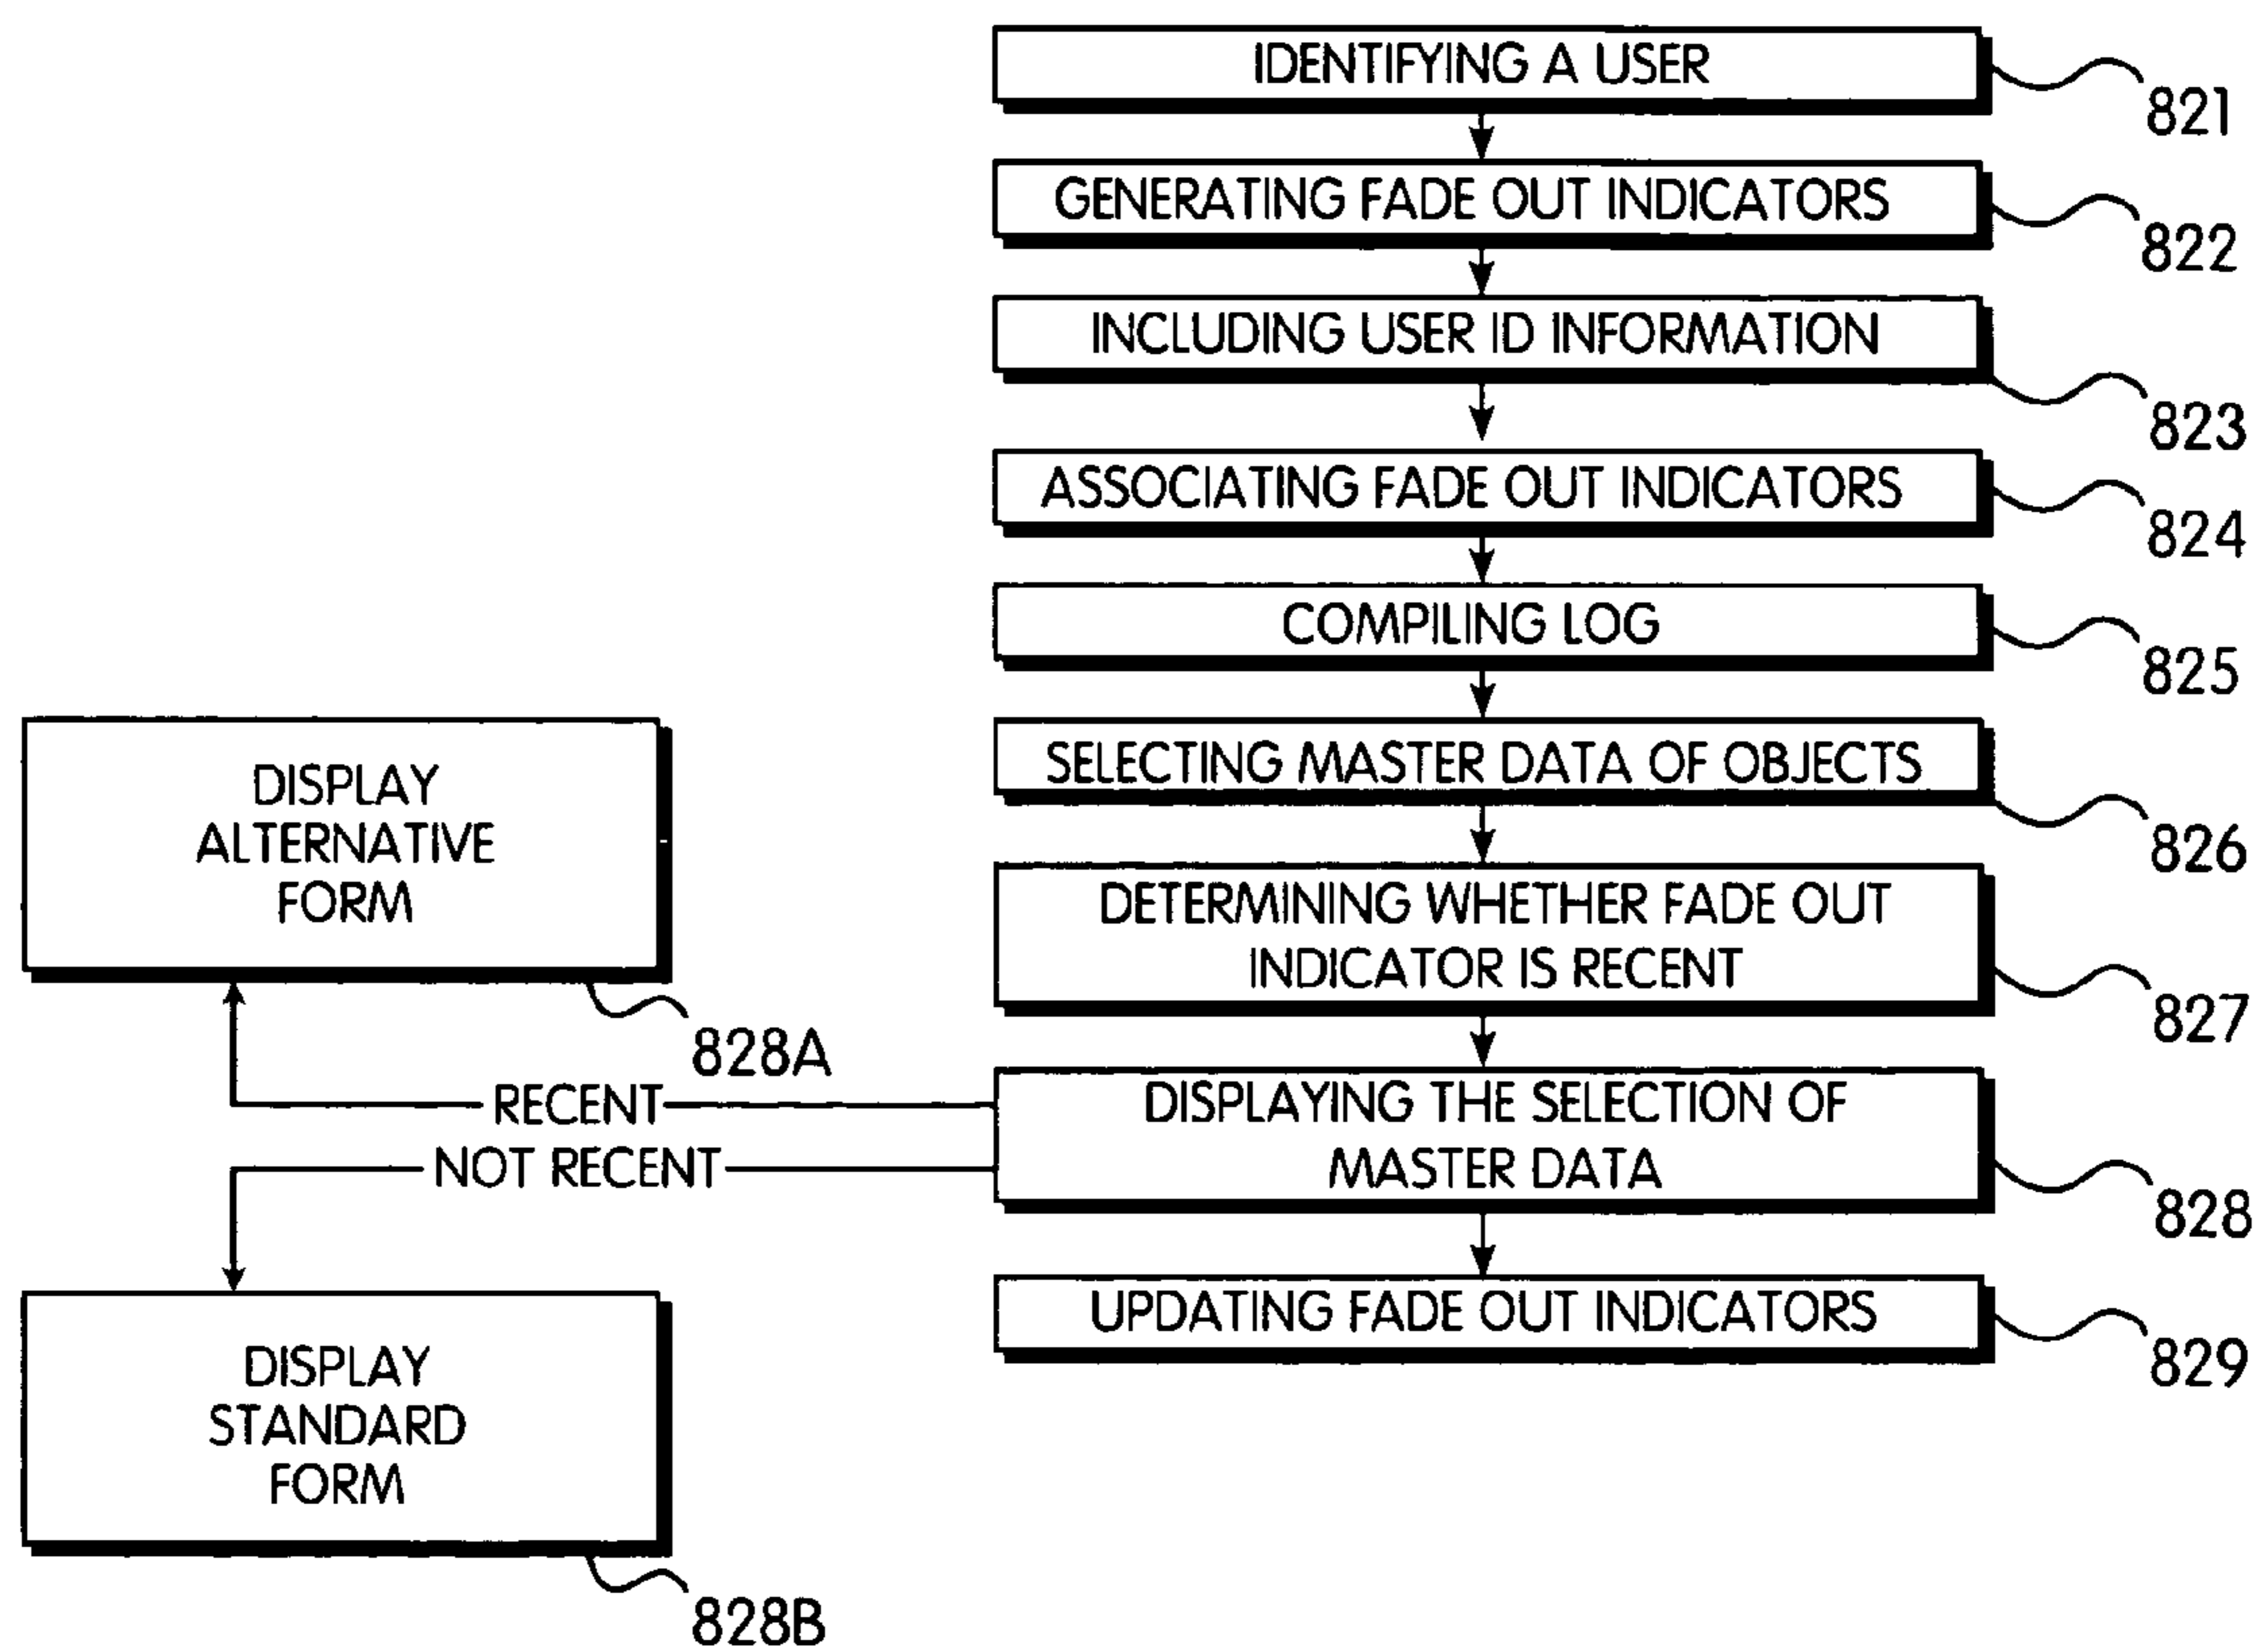 IDENTIFYING A USER
821
GENERATING FADE OUT INDICATORS
822
INCLUDING USER ID INFORMATION
823
ASSOCIATING FADE OUT INDICATORS
824
COMPILING LOG
825
SELECTING MASTER DATA OF OBJECTS
826
DETERMINING WHETHER FADE OUT
INDICATOR IS RECENT
827
DISPLAYING THE SELECTION OF
MASTER DATA
828
RECENT
NOT RECENT
DISPLAY
ALTERNATIVE
FORM
828A
DISPLAY
STANDARD
FORM
828B
UPDATING FADE OUT INDICATORS
829